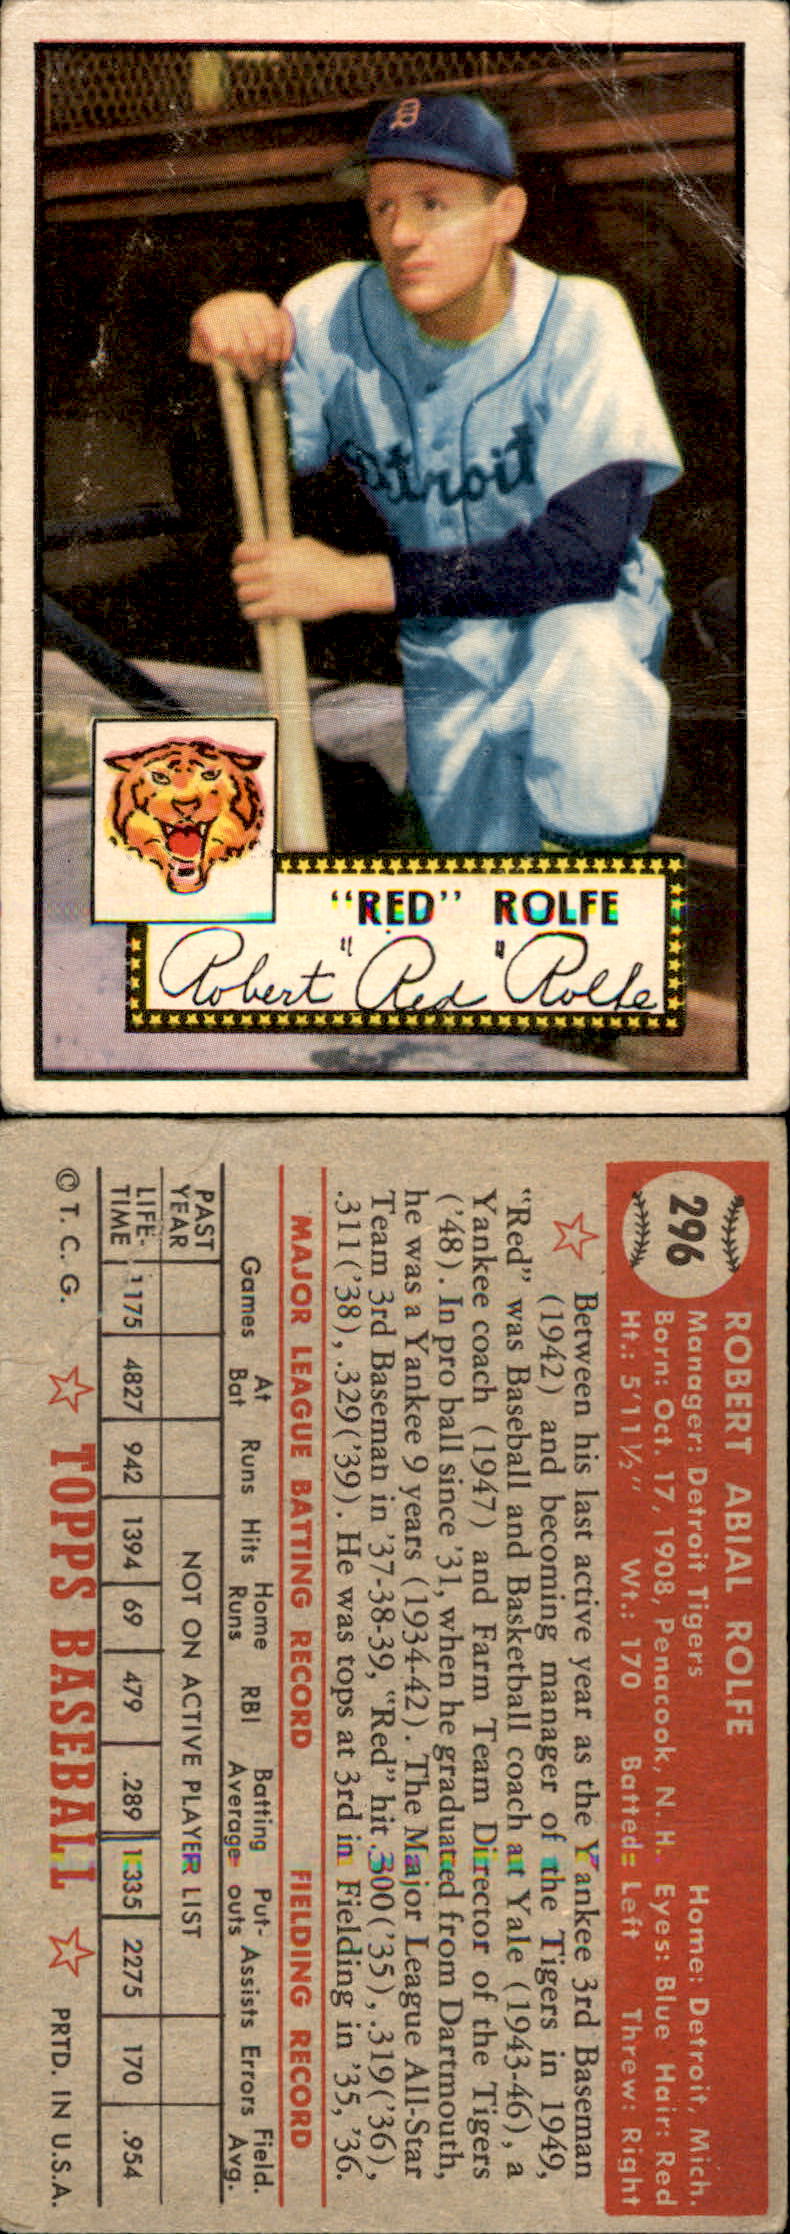 D
Detroit
"RED" ROLFE
Robert "Red" Rolfe
296
ROBERT ABIAL ROLFE
Manager: Detroit Tigers Home: Detroit, Mich.
Born: Oct. 17, 1908, Penacook, N. H. Eyes: Blue Hair: Red
Ht.: 5'11½" Wt.: 170 Batted: Left Threw: Right
Between his last active year as the Yankee 3rd Baseman
(1942) and becoming manager of the Tigers in 1949,
"Red" was Baseball and Basketball coach at Yale (1943-46), a
Yankee coach (1947) and Farm Team Director of the Tigers
('48). In pro ball since '31, when he graduated from Dartmouth,
he was a Yankee 9 years (1934-42). The Major League All-Star
Team 3rd Baseman in '37-38-39, "Red" hit .300('35), .319('36),
.311('38), .329('39). He was tops at 3rd in Fielding in '35, '36.
MAJOR LEAGUE BATTING RECORD FIELDING RECORD
Games At Bat Runs Hits Home Runs RBI Batting Average Put-outs Assists Errors Field. Avg.
PAST YEAR NOT ON ACTIVE PLAYER LIST
LIFE-TIME 1175 4827 942 1394 69 479 .289 1335 2275 170 .954
© T. C. G. TOPPS BASEBALL PRTD. IN U.S.A.